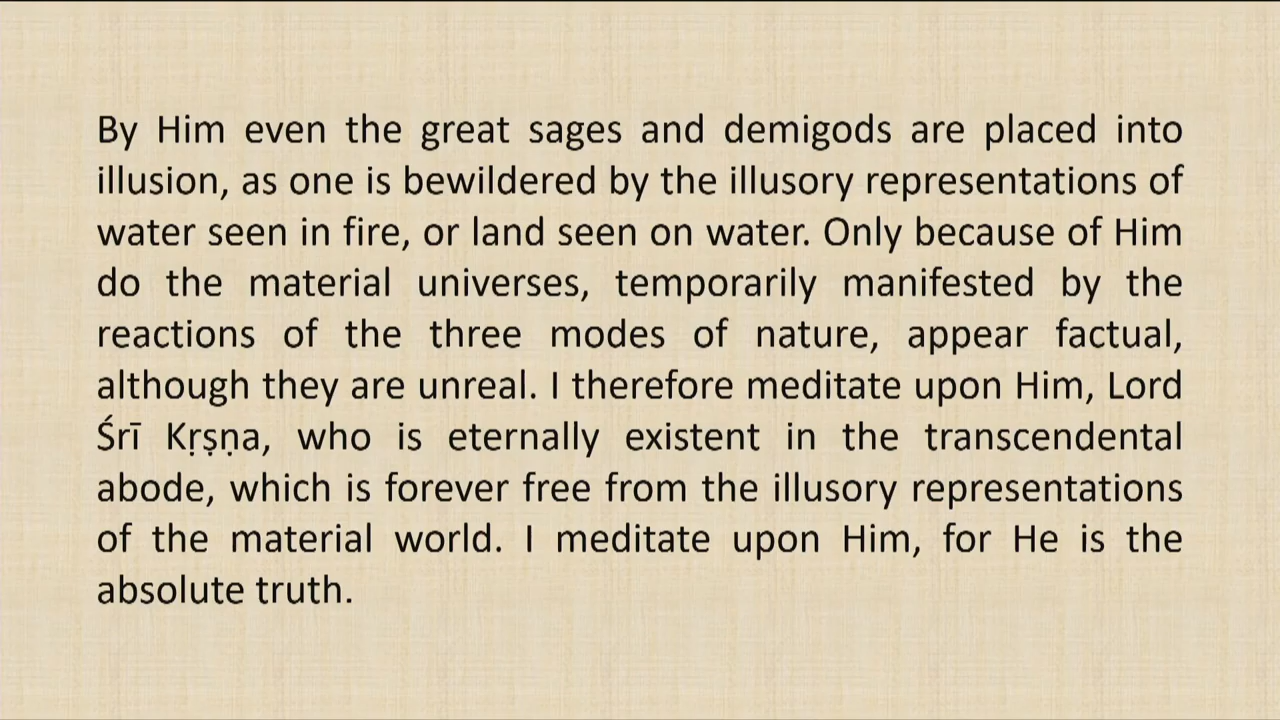 By Him even the great sages and demigods are placed into
illusion, as one is bewildered by the illusory representations of
water seen in fire, or land seen on water. Only because of Him
do the material universes, temporarily manifested by the
reactions of the three modes of nature, appear factual,
although they are unreal. I therefore meditate upon Him, Lord
Śrī Kṛṣṇa, who is eternally existent in the transcendental
abode, which is forever free from the illusory representations
of the material world. I meditate upon Him, for He is the
absolute truth.